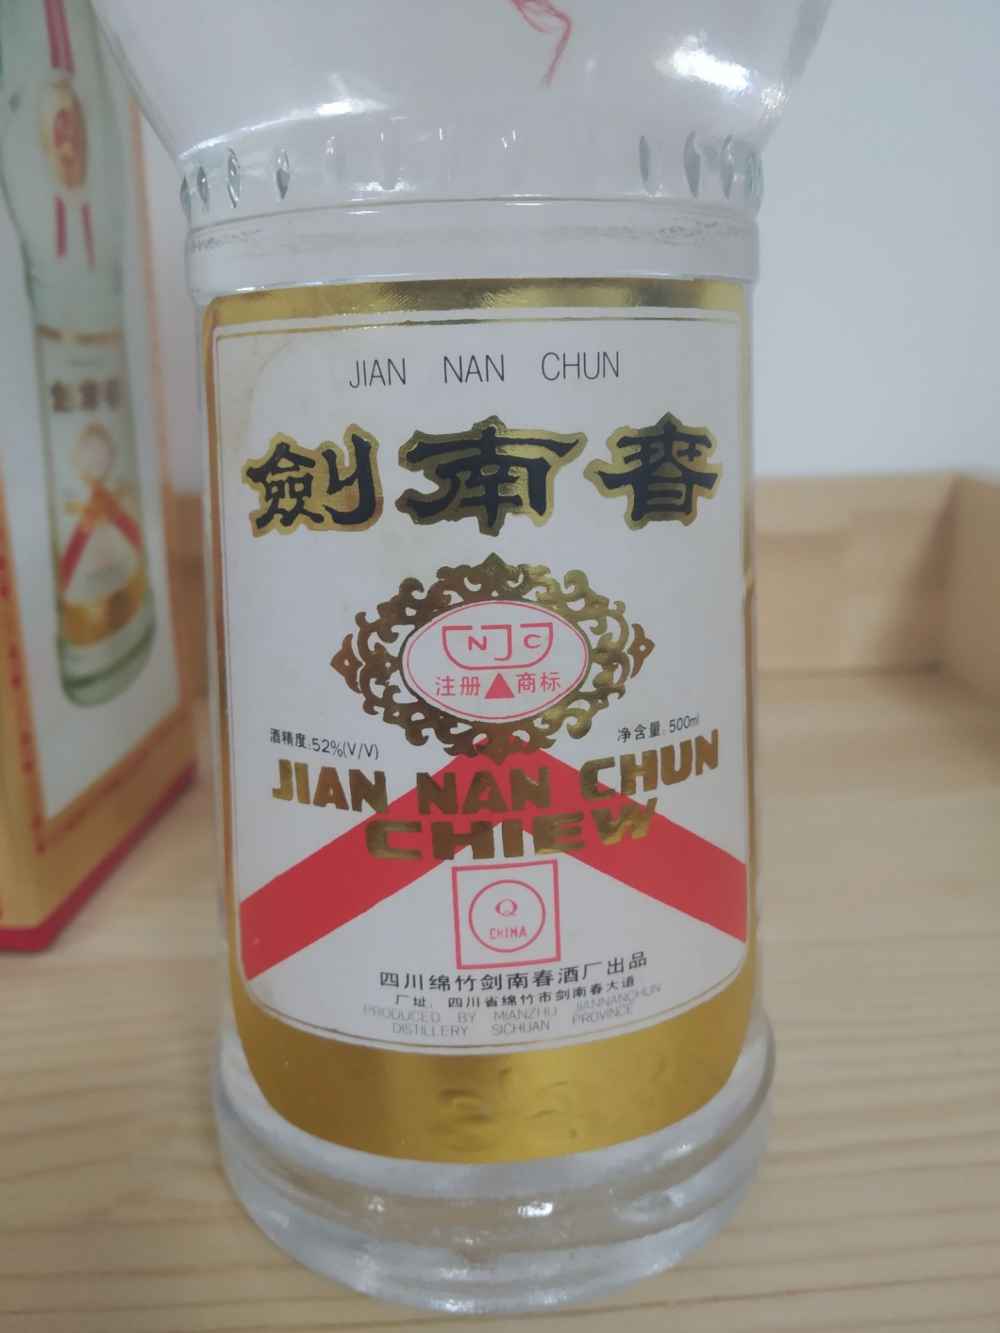 JIAN NAN CHUN
劍南春
NJC
注册 商标
酒精度:52%(V/V)
净含量:500ml
JIAN NAN CHUN
CHIEW
Q
CHINA
四川绵竹剑南春酒厂出品
厂址:四川省绵竹市剑南春大道
PRODUCED BY MIANZHU JIANNANCHUN
DISTILLERY SICHUAN PROVINCE